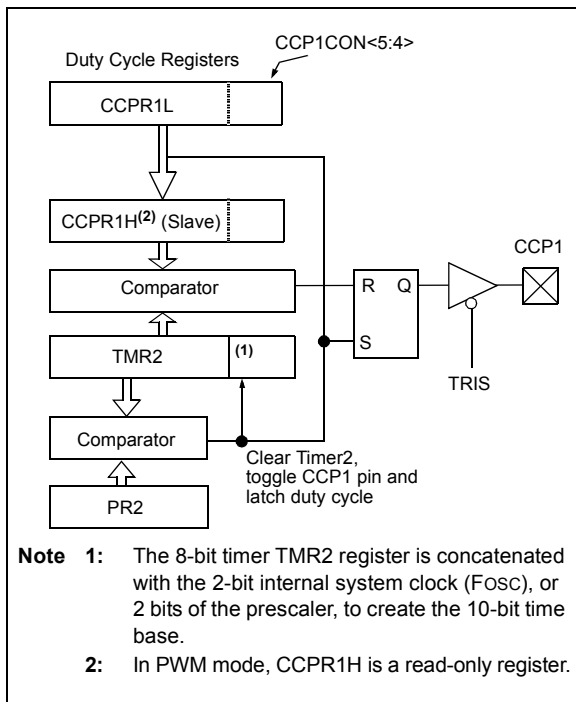 CCP1CON<5:4>
Duty Cycle Registers
CCPR1L
CCPR1H(2) (Slave)
CCP1
Comparator
R Q
TMR2
(1)
S
TRIS
Comparator
Clear Timer2,
toggle CCP1 pin and
latch duty cycle
PR2
Note 1: The 8-bit timer TMR2 register is concatenated
with the 2-bit internal system clock (FOSC), or
2 bits of the prescaler, to create the 10-bit time
base.
2: In PWM mode, CCPR1H is a read-only register.